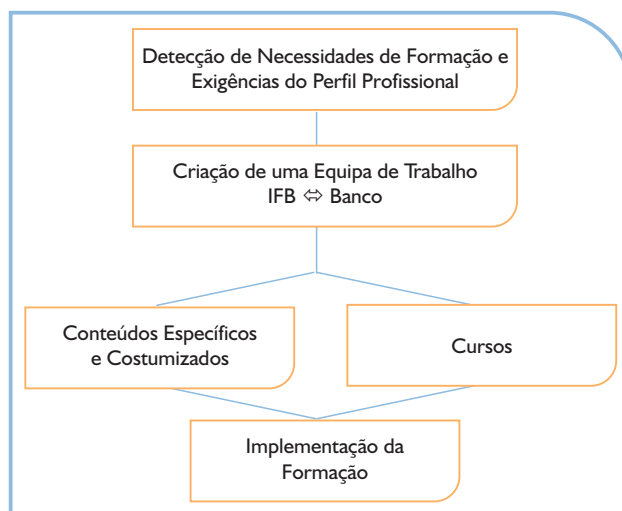 Detecção de Necessidades de Formação e
Exigências do Perfil Profissional
Criação de uma Equipa de Trabalho
IFB ⇔ Banco
Conteúdos Específicos
e Costumizados
Cursos
Implementação da
Formação